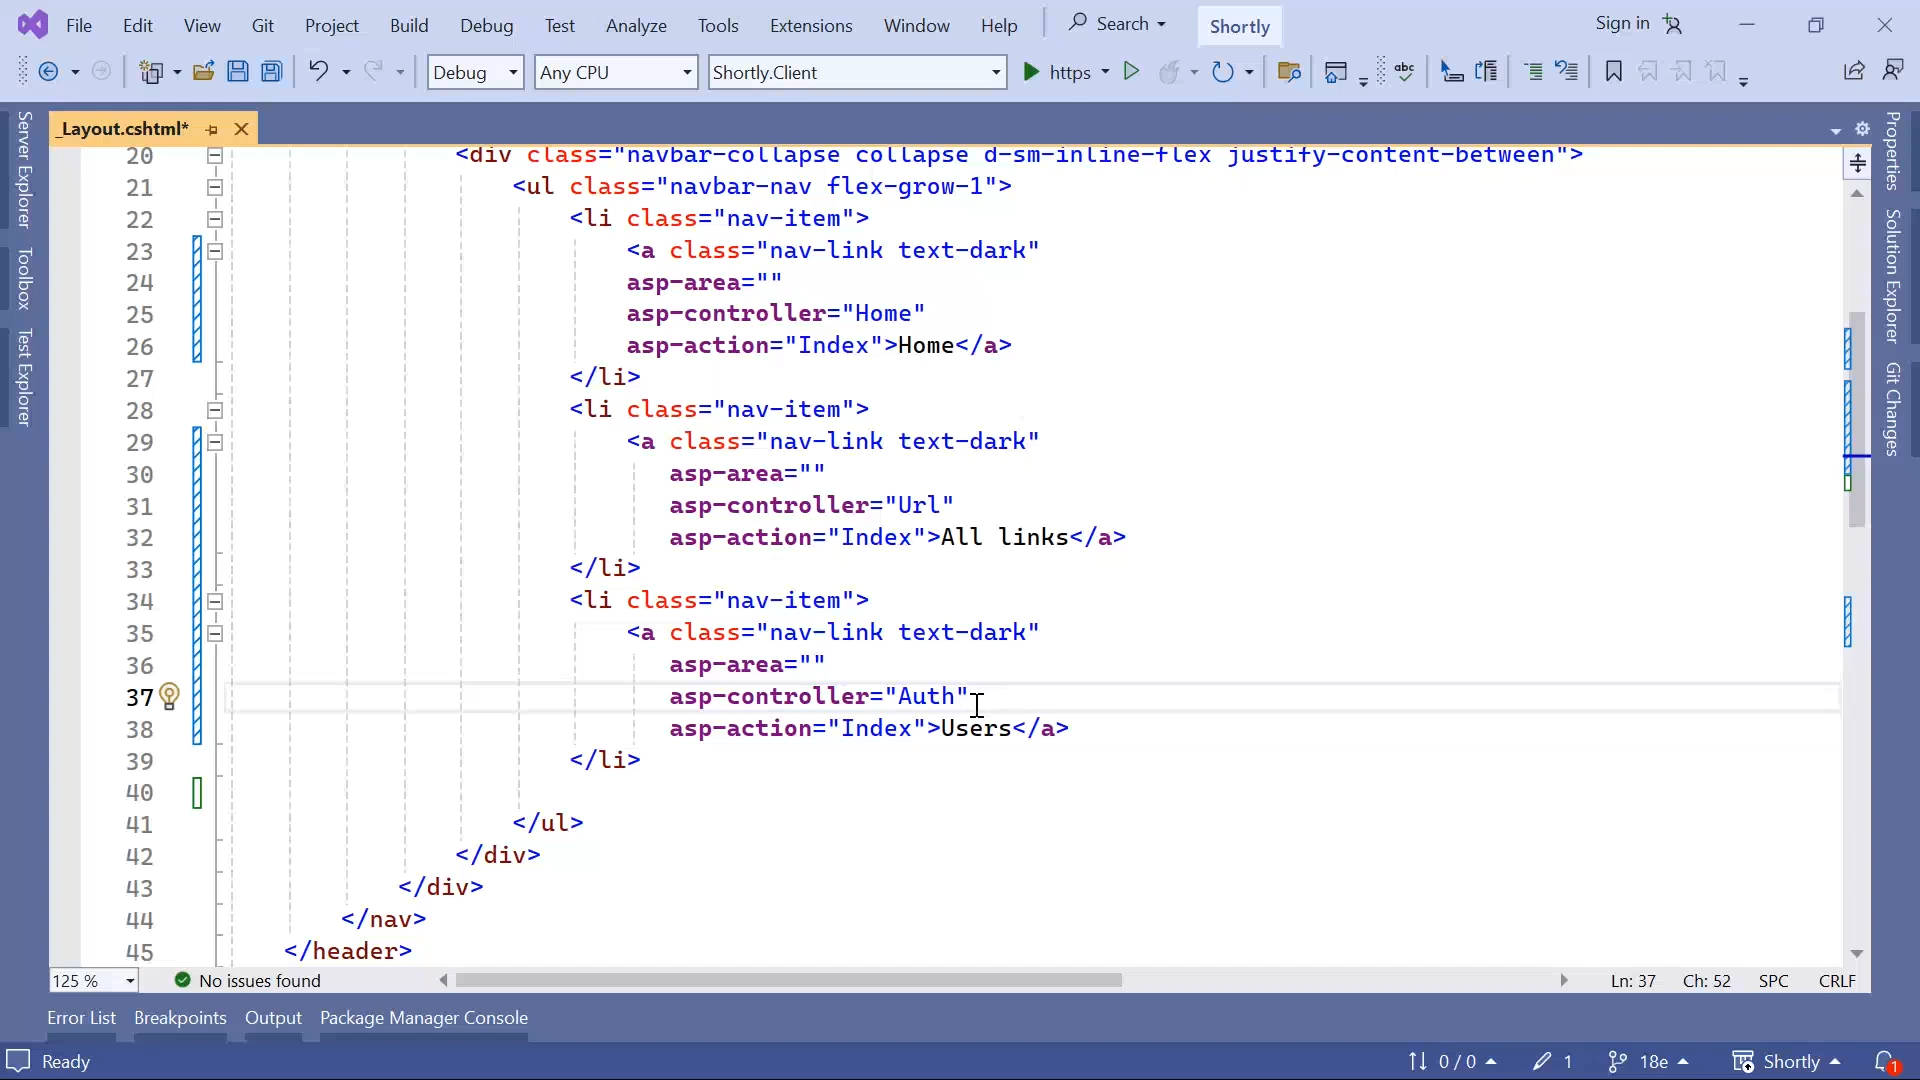 File Edit View Git Project Build Debug Test Analyze Tools Extensions Window Help Search Shortly Sign in
Debug Any CPU Shortly.Client https abc
_Layout.cshtml*
Server Explorer
Toolbox
Test Explorer
20 <div class="navbar-collapse collapse d-sm-inline-flex justify-content-between">
21 <ul class="navbar-nav flex-grow-1">
22 <li class="nav-item">
23 <a class="nav-link text-dark"
24 asp-area=""
25 asp-controller="Home"
26 asp-action="Index">Home</a>
27 </li>
28 <li class="nav-item">
29 <a class="nav-link text-dark"
30 asp-area=""
31 asp-controller="Url"
32 asp-action="Index">All links</a>
33 </li>
34 <li class="nav-item">
35 <a class="nav-link text-dark"
36 asp-area=""
37 asp-controller="Auth"
38 asp-action="Index">Users</a>
39 </li>
40
41 </ul>
42 </div>
43 </div>
44 </nav>
45 </header>
Properties
Solution Explorer
Git Changes
125 % No issues found Ln: 37 Ch: 52 SPC CRLF
Error List Breakpoints Output Package Manager Console
Ready 0 / 0 1 18e Shortly 1